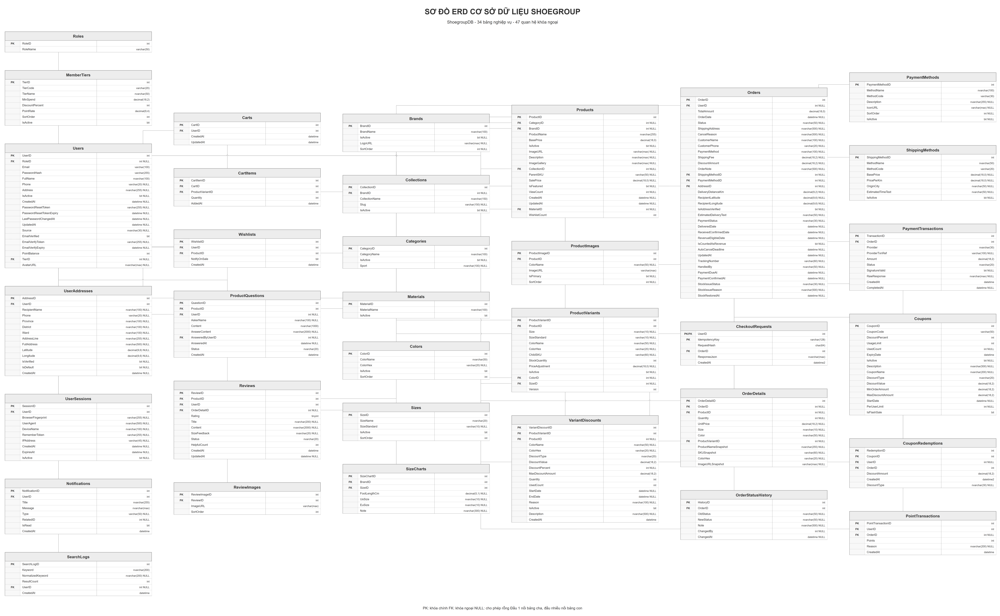 SƠ ĐỒ ERD CƠ SỞ DỮ LIỆU SHOEGROUP
ShoegroupDB - 34 bảng nghiệp vụ - 47 quan hệ khóa ngoại
Roles
PK RoleID int
RoleName varchar(50)
MemberTiers
PK TierID int
TierCode varchar(20)
TierName nvarchar(50)
MinSpend decimal(18,2)
DiscountPercent int
PointRate decimal(9,4)
SortOrder int
IsActive bit
Users
PK UserID int
FK RoleID int NULL
Email varchar(100)
PasswordHash varchar(255)
FullName nvarchar(100)
Phone varchar(20) NULL
Address nvarchar(255) NULL
IsActive bit NULL
CreatedAt datetime NULL
PasswordResetToken varchar(255) NULL
PasswordResetTokenExpiry datetime NULL
LastPasswordChangedAt datetime NULL
UpdatedAt datetime NULL
Source nvarchar(30) NULL
EmailVerified bit
EmailVerifyToken varchar(255) NULL
EmailVerifyExpiry datetime NULL
PointBalance int
FK TierID int NULL
AvatarURL nvarchar(max) NULL
UserAddresses
PK AddressID int
FK UserID int
RecipientName nvarchar(100) NULL
Phone varchar(20) NULL
Province nvarchar(100) NULL
District nvarchar(100) NULL
Ward nvarchar(100) NULL
AddressLine nvarchar(255) NULL
FullAddress nvarchar(500) NULL
Latitude decimal(9,6) NULL
Longitude decimal(9,6) NULL
IsVerified bit NULL
IsDefault bit NULL
CreatedAt datetime NULL
UserSessions
PK SessionID int
FK UserID int
BrowserFingerprint varchar(255) NULL
UserAgent nvarchar(500) NULL
DeviceName nvarchar(100) NULL
RememberToken varchar(255) NULL
IPAddress varchar(45) NULL
CreatedAt datetime NULL
ExpiresAt datetime NULL
IsActive bit NULL
Notifications
PK NotificationID int
FK UserID int
Title nvarchar(255)
Message nvarchar(max)
Type varchar(50) NULL
RelatedID int NULL
IsRead bit
CreatedAt datetime
SearchLogs
PK SearchLogID int
Keyword nvarchar(200)
NormalizedKeyword nvarchar(200) NULL
ResultCount int
FK UserID int NULL
CreatedAt datetime
Carts
PK CartID int
FK UserID int
CreatedAt datetime
UpdatedAt datetime
CartItems
PK CartItemID int
FK CartID int
FK ProductVariantID int
Quantity int
AddedAt datetime
Wishlists
PK WishlistID int
FK UserID int
FK ProductID int
NotifyOnSale bit
CreatedAt datetime
ProductQuestions
PK QuestionID int
FK ProductID int
FK UserID int NULL
AskerName nvarchar(100) NULL
Content nvarchar(1000)
AnswerContent nvarchar(2000) NULL
FK AnsweredByUserID int NULL
AnsweredAt datetime NULL
Status nvarchar(20)
CreatedAt datetime
Reviews
PK ReviewID int
FK ProductID int
FK UserID int
FK OrderDetailID int NULL
Rating tinyint
Title nvarchar(200) NULL
Content nvarchar(2000) NULL
SizeFeedback nvarchar(20) NULL
Status nvarchar(20)
HelpfulCount int
CreatedAt datetime
UpdatedAt datetime NULL
ReviewImages
PK ReviewImageID int
FK ReviewID int
ImageURL varchar(max)
SortOrder int
Brands
PK BrandID int
BrandName nvarchar(100)
IsActive bit NULL
LogoURL varchar(max) NULL
SortOrder int NULL
Collections
PK CollectionID int
FK BrandID int NULL
CollectionName nvarchar(150)
Slug varchar(150) NULL
IsActive bit NULL
Categories
PK CategoryID int
CategoryName nvarchar(100)
IsActive bit NULL
Sport nvarchar(100) NULL
Materials
PK MaterialID int
MaterialName nvarchar(100)
IsActive bit
Colors
PK ColorID int
ColorName nvarchar(50)
ColorHex varchar(20) NULL
IsActive bit
SortOrder int
Sizes
PK SizeID int
SizeName nvarchar(20)
SizeStandard varchar(10) NULL
IsActive bit
SortOrder int
SizeCharts
PK SizeChartID int
FK BrandID int
FK SizeID int
FootLengthCm decimal(5,1) NULL
UsSize nvarchar(10) NULL
EuSize nvarchar(10) NULL
Note nvarchar(300) NULL
Products
PK ProductID int
FK CategoryID int NULL
FK BrandID int NULL
ProductName nvarchar(255)
BasePrice decimal(18,0)
IsActive bit NULL
ImageURL varchar(max) NULL
Description nvarchar(max) NULL
ImageGallery nvarchar(max) NULL
FK CollectionID int NULL
ParentSKU varchar(50) NULL
SalePrice decimal(18,0) NULL
IsFeatured bit NULL
ViewCount int NULL
CreatedAt datetime NULL
UpdatedAt datetime NULL
FK MaterialID int NULL
WishlistCount int
ProductImages
PK ProductImageID int
FK ProductID int
ColorName nvarchar(50) NULL
ImageURL varchar(max)
IsPrimary bit NULL
SortOrder int NULL
ProductVariants
PK ProductVariantID int
FK ProductID int
Size nvarchar(10) NULL
SizeStandard varchar(10) NULL
ColorName nvarchar(50) NULL
ColorHex varchar(20) NULL
ChildSKU varchar(60) NULL
StockQuantity int
PriceAdjustment decimal(18,0) NULL
IsActive bit NULL
FK ColorID int NULL
FK SizeID int NULL
Version int
VariantDiscounts
PK VariantDiscountID int
FK ProductVariantID int
FK ProductID int NULL
ColorName nvarchar(50) NULL
ColorHex varchar(20) NULL
DiscountType nvarchar(20)
DiscountValue decimal(18,2)
DiscountPercent int NULL
MaxDiscountAmount decimal(18,2)
Quantity int
UsedCount int
StartDate datetime NULL
EndDate datetime NULL
Reason nvarchar(100) NULL
IsActive bit
Description nvarchar(500) NULL
CreatedAt datetime
Orders
PK OrderID int
FK UserID int NULL
TotalAmount decimal(18,0)
OrderDate datetime NULL
Status nvarchar(50) NULL
ShippingAddress nvarchar(500) NULL
CancelReason nvarchar(500) NULL
CustomerName nvarchar(100) NULL
CustomerPhone varchar(20) NULL
PaymentMethod nvarchar(100) NULL
ShippingFee decimal(18,2) NULL
DiscountAmount decimal(18,2) NULL
OrderNote nvarchar(500) NULL
FK ShippingMethodID int NULL
FK PaymentMethodID int NULL
FK AddressID int NULL
DeliveryDistanceKm decimal(9,2) NULL
RecipientLatitude decimal(9,6) NULL
RecipientLongitude decimal(9,6) NULL
IsAddressVerified bit NULL
EstimatedDeliveryText nvarchar(50) NULL
PaymentStatus nvarchar(30) NULL
DeliveredDate datetime NULL
ReceivedConfirmedDate datetime NULL
RevenueEligibleDate datetime NULL
IsCountedAsRevenue bit NULL
AutoCancelDeadline datetime NULL
UpdatedAt datetime NULL
TrackingNumber varchar(60) NULL
HandledBy nvarchar(50) NULL
PaymentDueAt datetime NULL
PaymentConfirmedAt datetime NULL
StockIssueStatus nvarchar(30) NULL
StockIssueReason nvarchar(500) NULL
StockRestoredAt datetime NULL
CheckoutRequests
PK/FK UserID int
PK IdempotencyKey varchar(128)
RequestHash char(64)
FK OrderID int
ResponseJson nvarchar(max)
CreatedAt datetime2
OrderDetails
PK OrderDetailID int
FK OrderID int NULL
FK ProductID int NULL
Quantity int NULL
UnitPrice decimal(18,2) NULL
Size nvarchar(10) NULL
Color nvarchar(50) NULL
FK ProductVariantID int NULL
ProductNameSnapshot nvarchar(255) NULL
SKUSnapshot varchar(60) NULL
ColorHex varchar(20) NULL
ImageURLSnapshot varchar(max) NULL
OrderStatusHistory
PK HistoryID int
FK OrderID int
OldStatus nvarchar(50) NULL
NewStatus nvarchar(50) NULL
Note nvarchar(500) NULL
ChangedBy int NULL
ChangedAt datetime NULL
PaymentMethods
PK PaymentMethodID int
MethodName nvarchar(100)
MethodCode varchar(30)
Description nvarchar(255) NULL
IconURL varchar(max) NULL
SortOrder int NULL
IsActive bit NULL
ShippingMethods
PK ShippingMethodID int
MethodName nvarchar(50)
MethodCode varchar(20)
BasePrice decimal(18,0) NULL
PricePerKm decimal(18,0) NULL
OriginCity nvarchar(50) NULL
EstimatedTimeText nvarchar(50) NULL
IsActive bit NULL
PaymentTransactions
PK TransactionID int
FK OrderID int
Provider nvarchar(30)
ProviderTxnRef varchar(100) NULL
Amount decimal(18,2)
Status nvarchar(20)
SignatureValid bit NULL
RawResponse nvarchar(max) NULL
CreatedAt datetime
CompletedAt datetime NULL
Coupons
PK CouponID int
CouponCode varchar(50)
DiscountPercent int
UsageLimit int
UsedCount int NULL
ExpiryDate datetime
IsActive bit NULL
Description nvarchar(500) NULL
CouponName nvarchar(200) NULL
DiscountType nvarchar(20)
DiscountValue decimal(18,2)
MinOrderAmount decimal(18,2)
MaxDiscountAmount decimal(18,2)
StartDate datetime NULL
PerUserLimit int NULL
IsFlashSale bit
CouponRedemptions
PK RedemptionID int
FK CouponID int
FK UserID int NULL
FK OrderID int
DiscountAmount decimal(18,2)
CreatedAt datetime2
DiscountType nvarchar(30) NULL
PointTransactions
PK PointTransactionID int
FK UserID int
FK OrderID int NULL
Points int
Reason nvarchar(200) NULL
CreatedAt datetime
PK: khóa chính FK: khóa ngoại NULL: cho phép rỗng Đầu 1 nối bảng cha, đầu nhiều nối bảng con